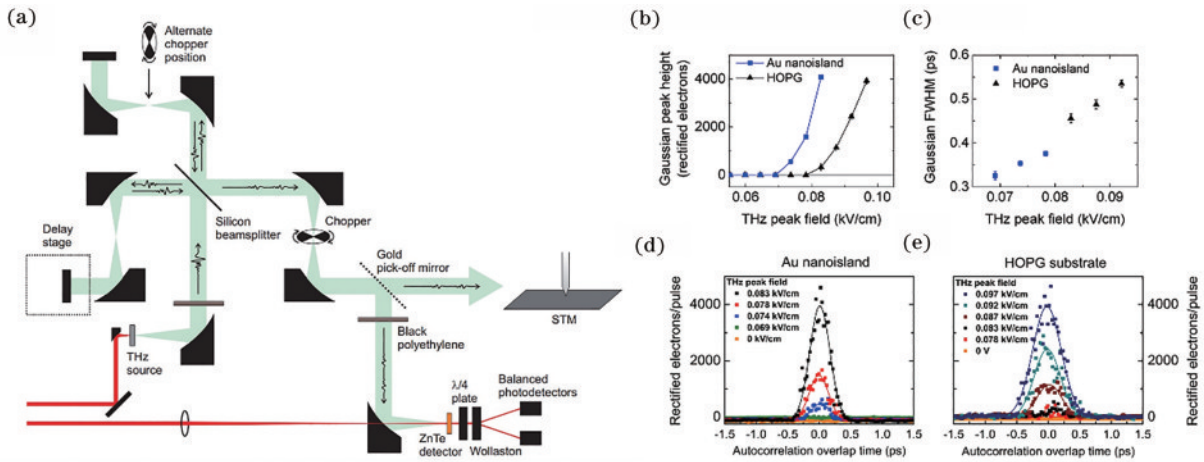 (a)
Alternate
chopper
position
Silicon
beamsplitter
Chopper
Delay
stage
Gold
pick-off mirror
STM
Black
polyethylene
THz
source
λ/4
plate
Balanced
photodetectors
ZnTe
detector
Wollaston
(b)
Gaussian peak height
(rectified electrons)
4000
2000
0
Au nanoisland
HOPG
0.06
0.08
0.10
THz peak field (kV/cm)
(c)
Gaussian FWHM (ps)
0.6
0.5
0.4
0.3
Au nanoisland
HOPG
0.07
0.08
0.09
THz peak field (kV/cm)
(d)
Au nanoisland
Rectified electrons/pulse
4000
2000
0
THz peak field
0.083 kV/cm
0.078 kV/cm
0.074 kV/cm
0.069 kV/cm
0 kV/cm
-1.5 -1.0 -0.5 0.0 0.5 1.0 1.5
Autocorrelation overlap time (ps)
(e)
HOPG substrate
THz peak field
0.097 kV/cm
0.092 kV/cm
0.087 kV/cm
0.083 kV/cm
0.078 kV/cm
0 V
4000
2000
0
Rectified electrons/pulse
-1.5 -1.0 -0.5 0.0 0.5 1.0 1.5
Autocorrelation overlap time (ps)